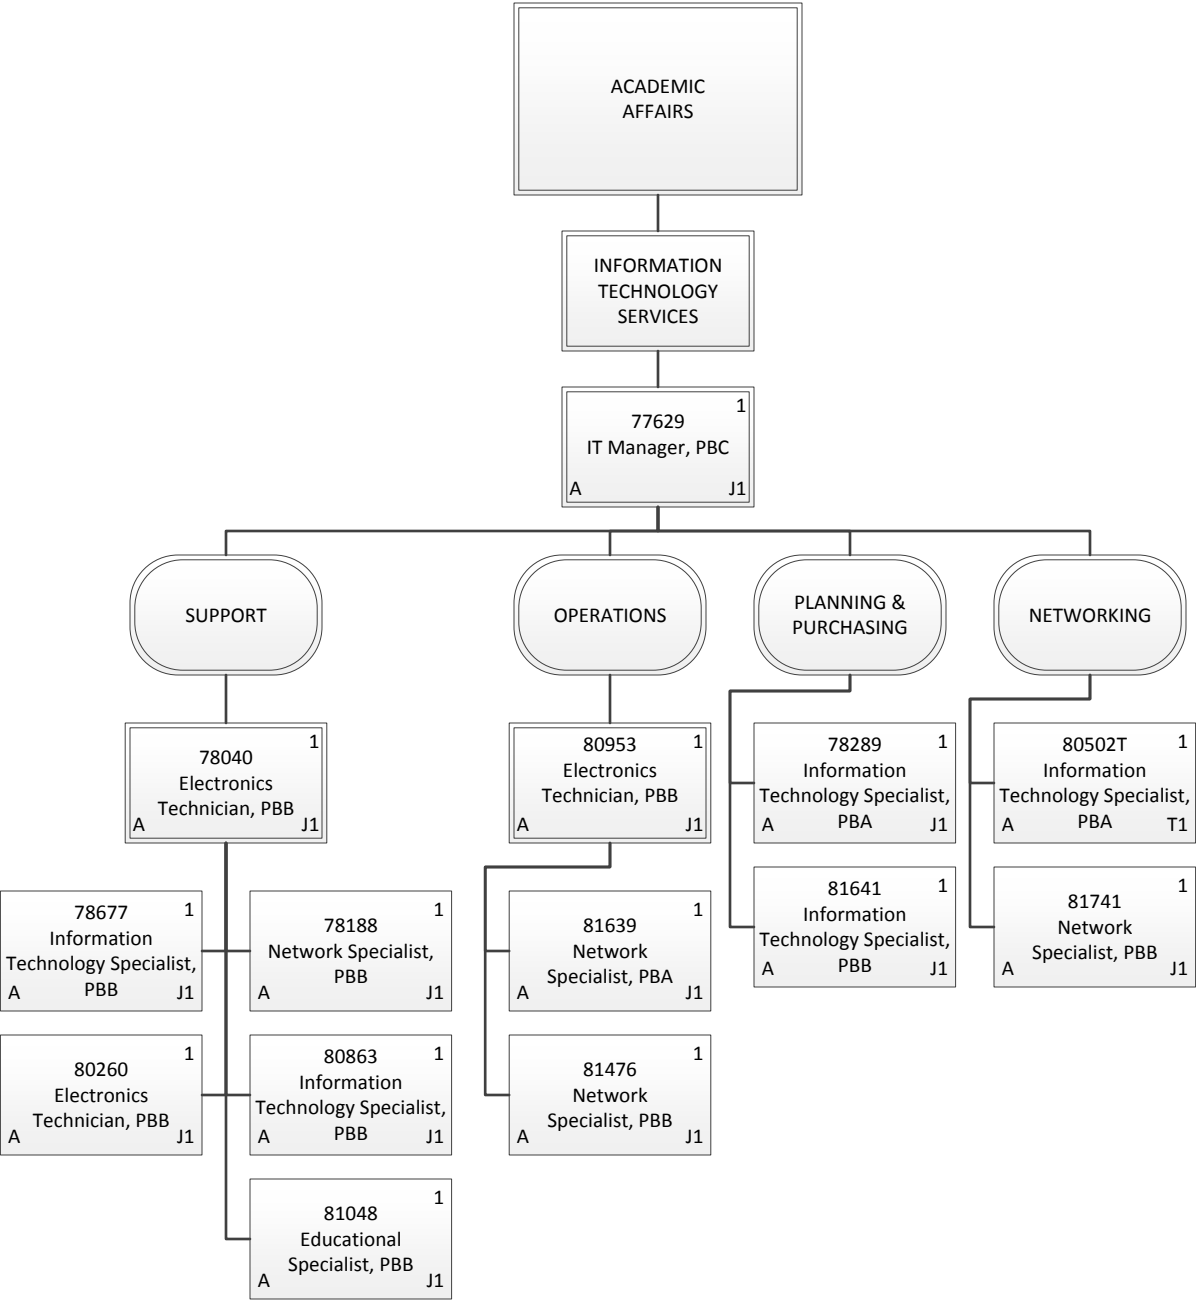 ACADEMIC
AFFAIRS
INFORMATION
TECHNOLOGY
SERVICES
1
77629
IT Manager, PBC
A J1
SUPPORT
OPERATIONS
PLANNING &
PURCHASING
NETWORKING
1
78040
Electronics
Technician, PBB
A J1
1
80953
Electronics
Technician, PBB
A J1
78289 1
Information
Technology Specialist,
A PBA J1
80502T 1
Information
Technology Specialist,
A PBA T1
78677 1
Information
Technology Specialist,
A PBB J1
1
78188
Network Specialist,
PBB
A J1
1
81639
Network
Specialist, PBA
A J1
81641 1
Information
Technology Specialist,
A PBB J1
1
81741
Network
Specialist, PBB
A J1
1
80260
Electronics
Technician, PBB
A J1
80863 1
Information
Technology Specialist,
A PBB J1
1
81476
Network
Specialist, PBB
A J1
1
81048
Educational
Specialist, PBB
A J1